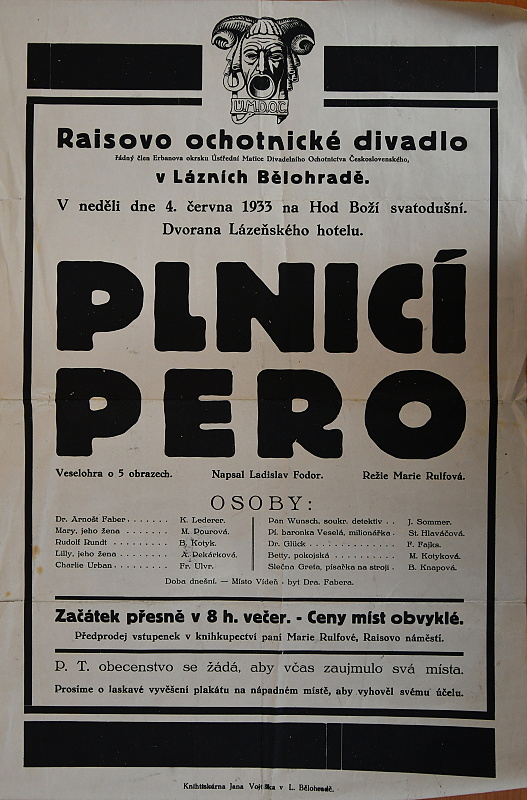 Ú.M.D.O.Č.
Raisovo ochotnické divadlo
řádný člen Erbanova okrsku Ústřední Matice Divadelního Ochotnictva Československého,
v Lázních Bělohradě.
V neděli dne 4. června 1933 na Hod Boží svatodušní.
Dvorana Lázeňského hotelu.
PLNICÍ
PERO
Veselohra o 5 obrazech. Napsal Ladislav Fodor. Režie Marie Rulfová.
OSOBY:
Dr. Arnošt Faber . . . . . . . K. Lederer.
Mary, jeho žena . . . . . . . . M. Pourová.
Rudolf Rundt . . . . . . . . . B. Kotyk.
Lilly, jeho žena . . . . . . . . A. Pekárková.
Charlie Urban . . . . . . . . . Fr. Ulvr.
Pan Wunsch, soukr. detektiv . . J. Sommer.
Pí. baronka Veselá, milionářka . St. Hlaváčová.
Dr. Glück . . . . . . . . . . . . . . F. Fajks.
Betty, pokojská . . . . . . . . . M. Kotyková.
Slečna Greta, písařka na stroji . B. Knapová.
Doba dnešní. — Místo Vídeň - byt Dra. Fabera.
Začátek přesně v 8 h. večer. - Ceny míst obvyklé.
Předprodej vstupenek v knihkupectví paní Marie Rulfové, Raisovo náměstí.
P. T. obecenstvo se žádá, aby včas zaujmulo svá místa.
Prosíme o laskavé vyvěšení plakátu na nápadném místě, aby vyhověl svému účelu.
Knihtiskárna Jana v L. Bělohradě.